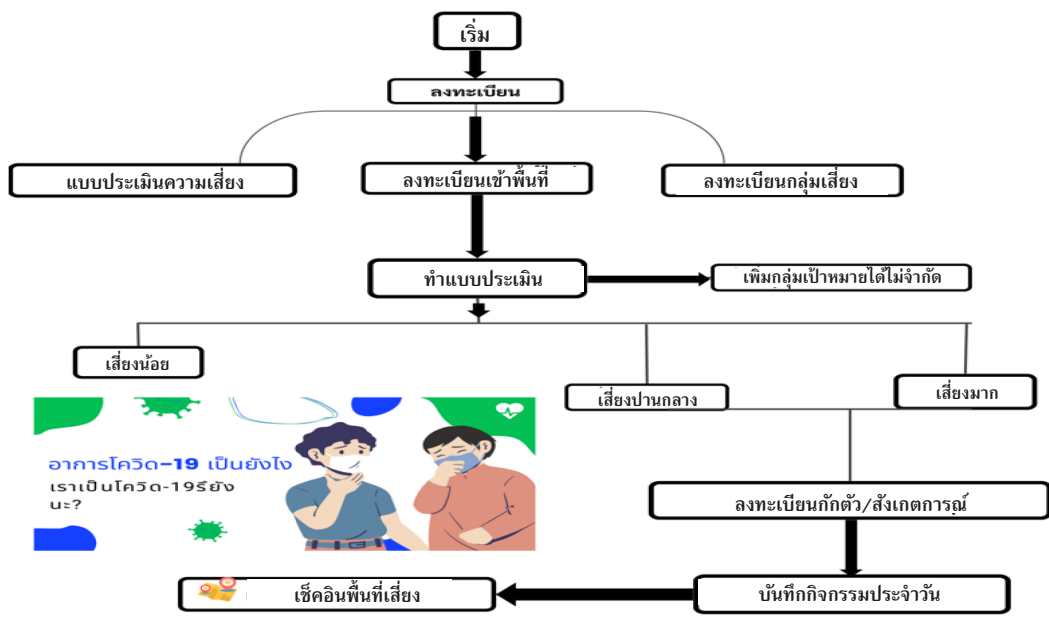 เริ่ม
ลงทะเบียน
แบบประเมินความเสี่ยง
ลงทะเบียนเข้าพื้นที่
ลงทะเบียนกลุ่มเสี่ยง
ทำแบบประเมิน
เพิ่มกลุ่มเป้าหมายได้ไม่จำกัด
เสี่ยงน้อย
เสี่ยงปานกลาง
เสี่ยงมาก
อาการโควิด-19 เป็นยังไง
เราเป็นโควิด-19รึยัง
นะ?
ลงทะเบียนกักตัว/สังเกตการณ์
เช็คอินพื้นที่เสี่ยง
บันทึกกิจกรรมประจำวัน